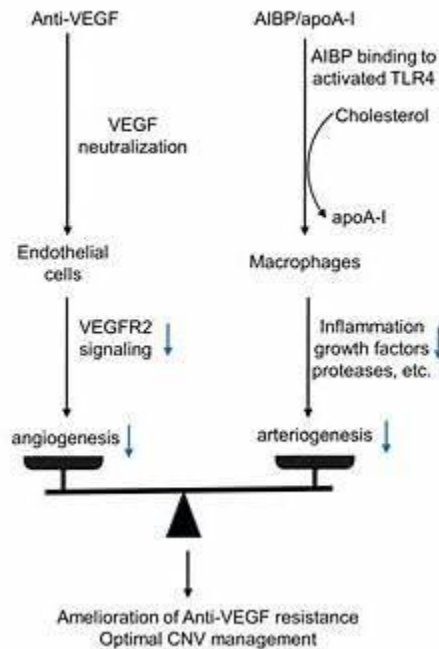 Anti-VEGF
VEGF
neutralization
Endothelial
cells
VEGFR2
signaling
angiogenesis
AIBP/apoA-I
AIBP binding to
activated TLR4
Cholesterol
apoA-I
Macrophages
Inflammation
growth factors
proteases, etc.
arteriogenesis
Amelioration of Anti-VEGF resistance
Optimal CNV management